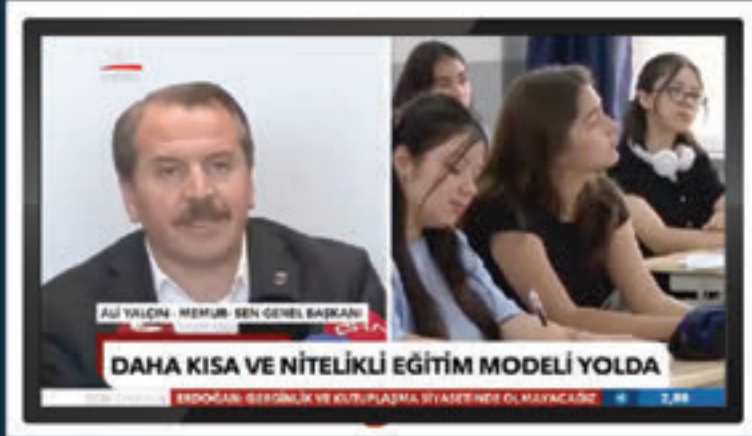 ALİ YALÇIN - MEMUR- SEN GENEL BAŞKANI
DAHA KISA VE NİTELİKLİ EĞİTİM MODELİ YOLDA
ERDOĞAN: GERGİNLİK VE KUTUPLAŞMA SİYASETİNDE OLMAYACAĞIZ
2,88